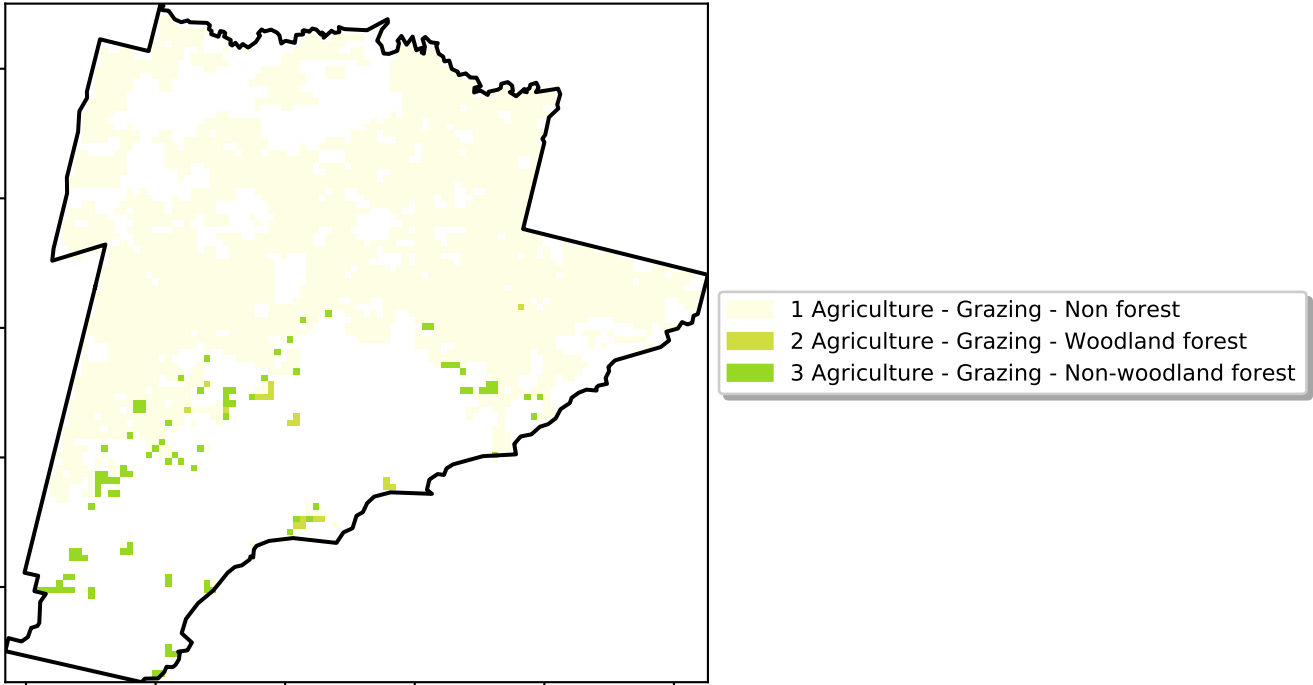 1 Agriculture - Grazing - Non forest
2 Agriculture - Grazing - Woodland forest
3 Agriculture - Grazing - Non-woodland forest